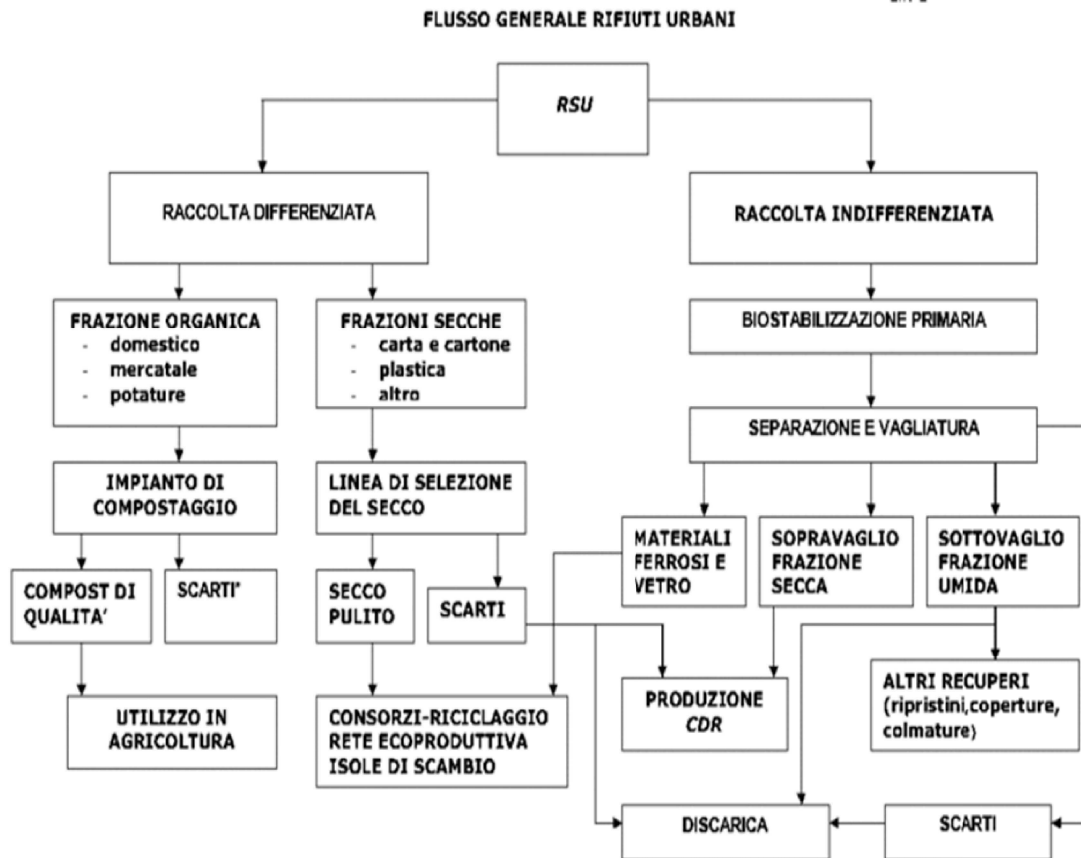 FLUSSO GENERALE RIFIUTI URBANI
RSU
RACCOLTA DIFFERENZIATA
RACCOLTA INDIFFERENZIATA
FRAZIONE ORGANICA
- domestico
- mercatale
- potature
FRAZIONI SECCHE
- carta e cartone
- plastica
- altro
BIOSTABILIZZAZIONE PRIMARIA
SEPARAZIONE E VAGLIATURA
IMPIANTO DI
COMPOSTAGGIO
LINEA DI SELEZIONE
DEL SECCO
MATERIALI
FERROSI E
VETRO
SOPRAVAGLIO
FRAZIONE
SECCA
SOTTOVAGLIO
FRAZIONE
UMIDA
COMPOST DI
QUALITA'
SCARTI*
SECCO
PULITO
SCARTI
UTILIZZO IN
AGRICOLTURA
CONSORZI-RICICLAGGIO
RETE ECOPRODUTTIVA
ISOLE DI SCAMBIO
PRODUZIONE
CDR
ALTRI RECUPERI
(ripristini,coperture,
colmature)
DISCARICA
SCARTI